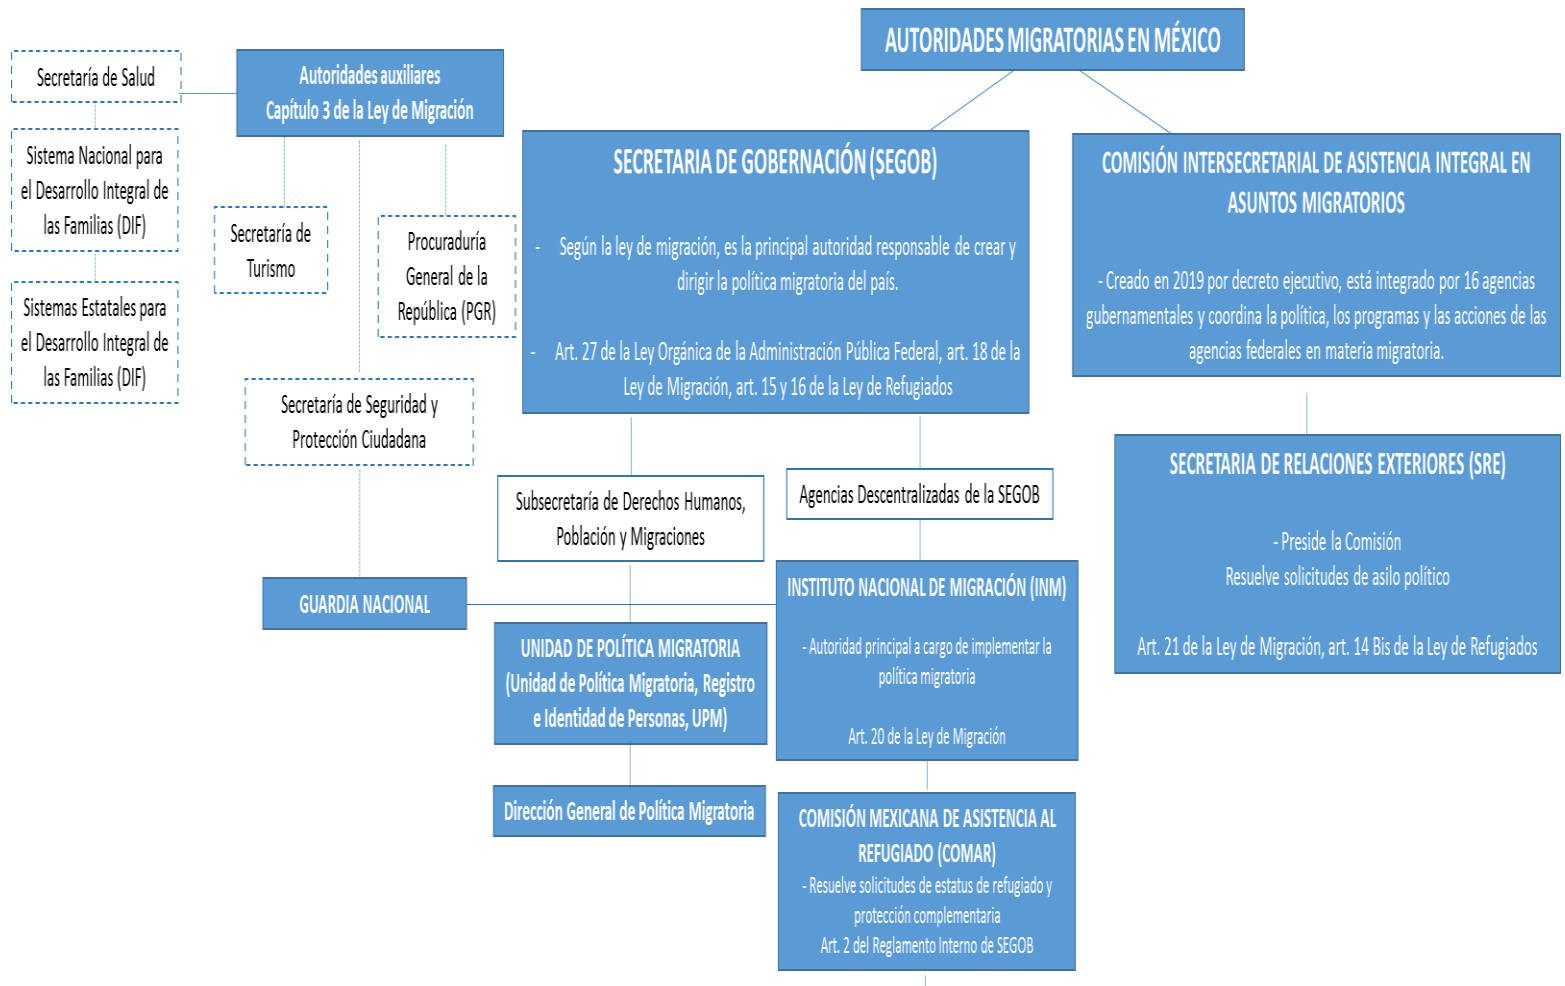 AUTORIDADES MIGRATORIAS EN MÉXICO
Secretaría de Salud
Sistema Nacional para
el Desarrollo Integral de
las Familias (DIF)
Sistemas Estatales para
el Desarrollo Integral de
las Familias (DIF)
Autoridades auxiliares
Capítulo 3 de la Ley de Migración
Secretaría de
Turismo
Procuraduría
General de la
República (PGR)
Secretaría de Seguridad y
Protección Ciudadana
GUARDIA NACIONAL
SECRETARIA DE GOBERNACIÓN (SEGOB)
- Según la ley de migración, es la principal autoridad responsable de crear y
dirigir la política migratoria del país.
- Art. 27 de la Ley Orgánica de la Administración Pública Federal, art. 18 de la
Ley de Migración, art. 15 y 16 de la Ley de Refugiados
Subsecretaría de Derechos Humanos,
Población y Migraciones
UNIDAD DE POLÍTICA MIGRATORIA
(Unidad de Política Migratoria, Registro
e Identidad de Personas, UPM)
Dirección General de Política Migratoria
Agencias Descentralizadas de la SEGOB
INSTITUTO NACIONAL DE MIGRACIÓN (INM)
- Autoridad principal a cargo de implementar la
política migratoria
Art. 20 de la Ley de Migración
COMISIÓN MEXICANA DE ASISTENCIA AL
REFUGIADO (COMAR)
- Resuelve solicitudes de estatus de refugiado y
protección complementaria
Art. 2 del Reglamento Interno de SEGOB
COMISIÓN INTERSECRETARIAL DE ASISTENCIA INTEGRAL EN
ASUNTOS MIGRATORIOS
- Creado en 2019 por decreto ejecutivo, está integrado por 16 agencias
gubernamentales y coordina la política, los programas y las acciones de las
agencias federales en materia migratoria.
SECRETARIA DE RELACIONES EXTERIORES (SRE)
- Preside la Comisión
Resuelve solicitudes de asilo político
Art. 21 de la Ley de Migración, art. 14 Bis de la Ley de Refugiados